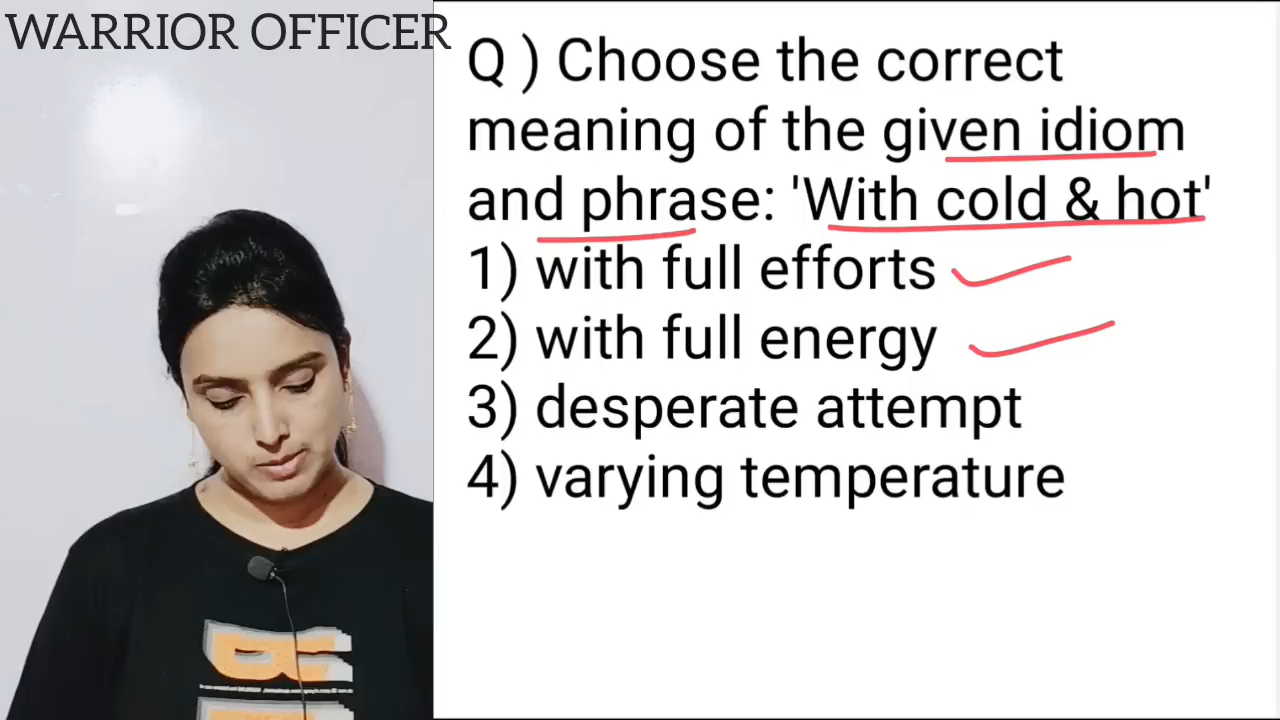 WARRIOR OFFICER
Q ) Choose the correct
meaning of the given idiom
and phrase: 'With cold & hot'
1) with full efforts
2) with full energy
3) desperate attempt
4) varying temperature